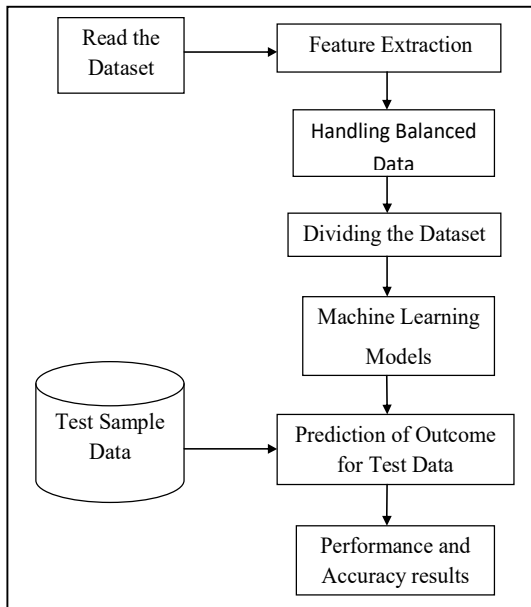 Read the
Dataset
Feature Extraction
Handling Balanced
Data
Dividing the Dataset
Machine Learning
Models
Test Sample
Data
Prediction of Outcome
for Test Data
Performance and
Accuracy results